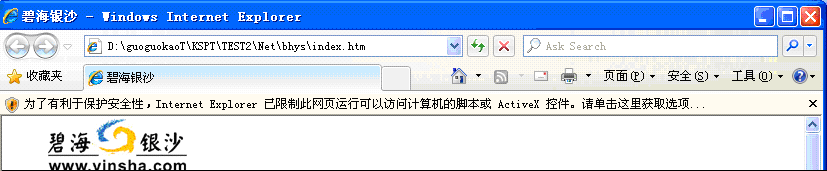 碧海银沙 - Windows Internet Explorer
D:\guoguokaoT\KSPT\TEST2\Net\bhys\index.htm
Ask Search
收藏夹 碧海银沙 页面(P) 安全(S) 工具(O)
为了有利于保护安全性，Internet Explorer 已限制此网页运行可以访问计算机的脚本或 ActiveX 控件。请单击这里获取选项...
碧海 银沙
www.yinsha.com